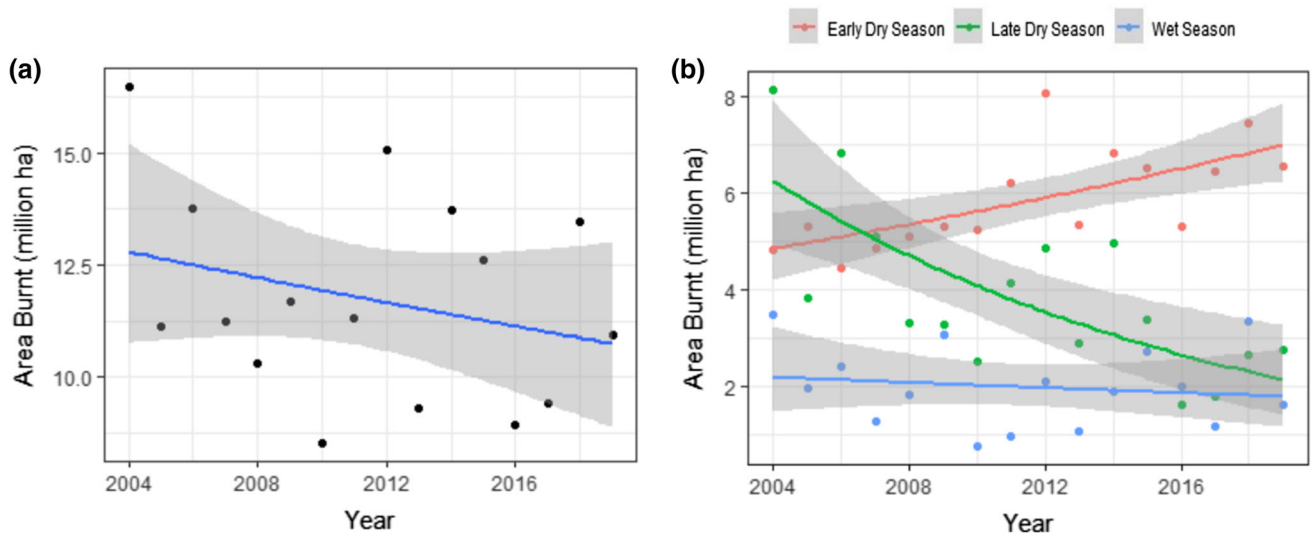 Early Dry Season Late Dry Season Wet Season
(a)
(b)
Area Burnt (million ha)
15.0
12.5
10.0
2004 2008 2012 2016
Year
Area Burnt (million ha)
8
6
4
2
2004 2008 2012 2016
Year